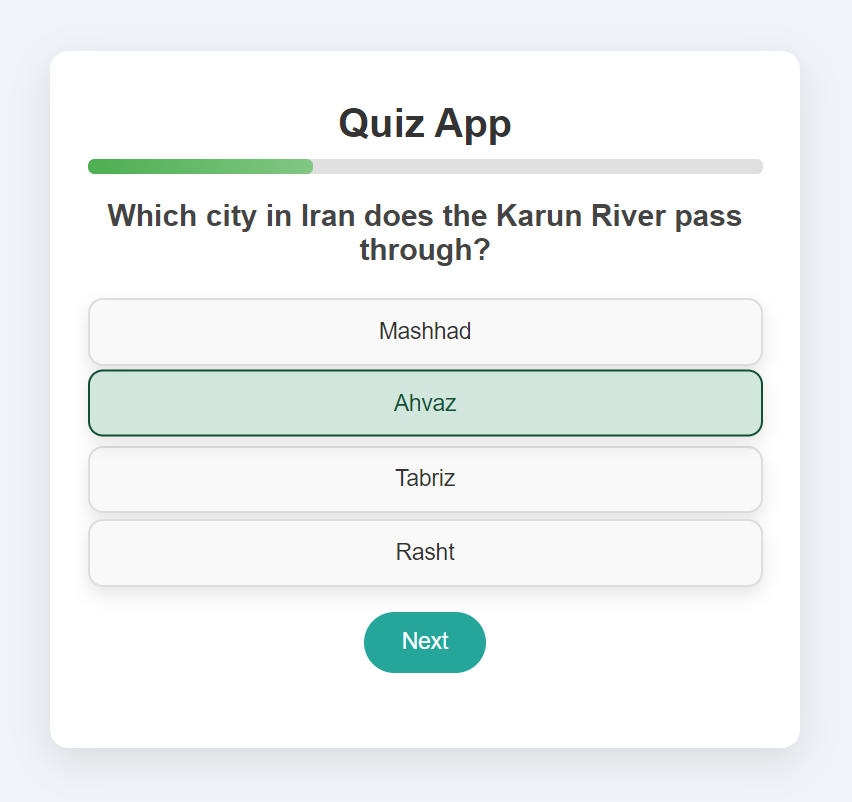 Quiz App
Which city in Iran does the Karun River pass
through?
Mashhad
Ahvaz
Tabriz
Rasht
Next